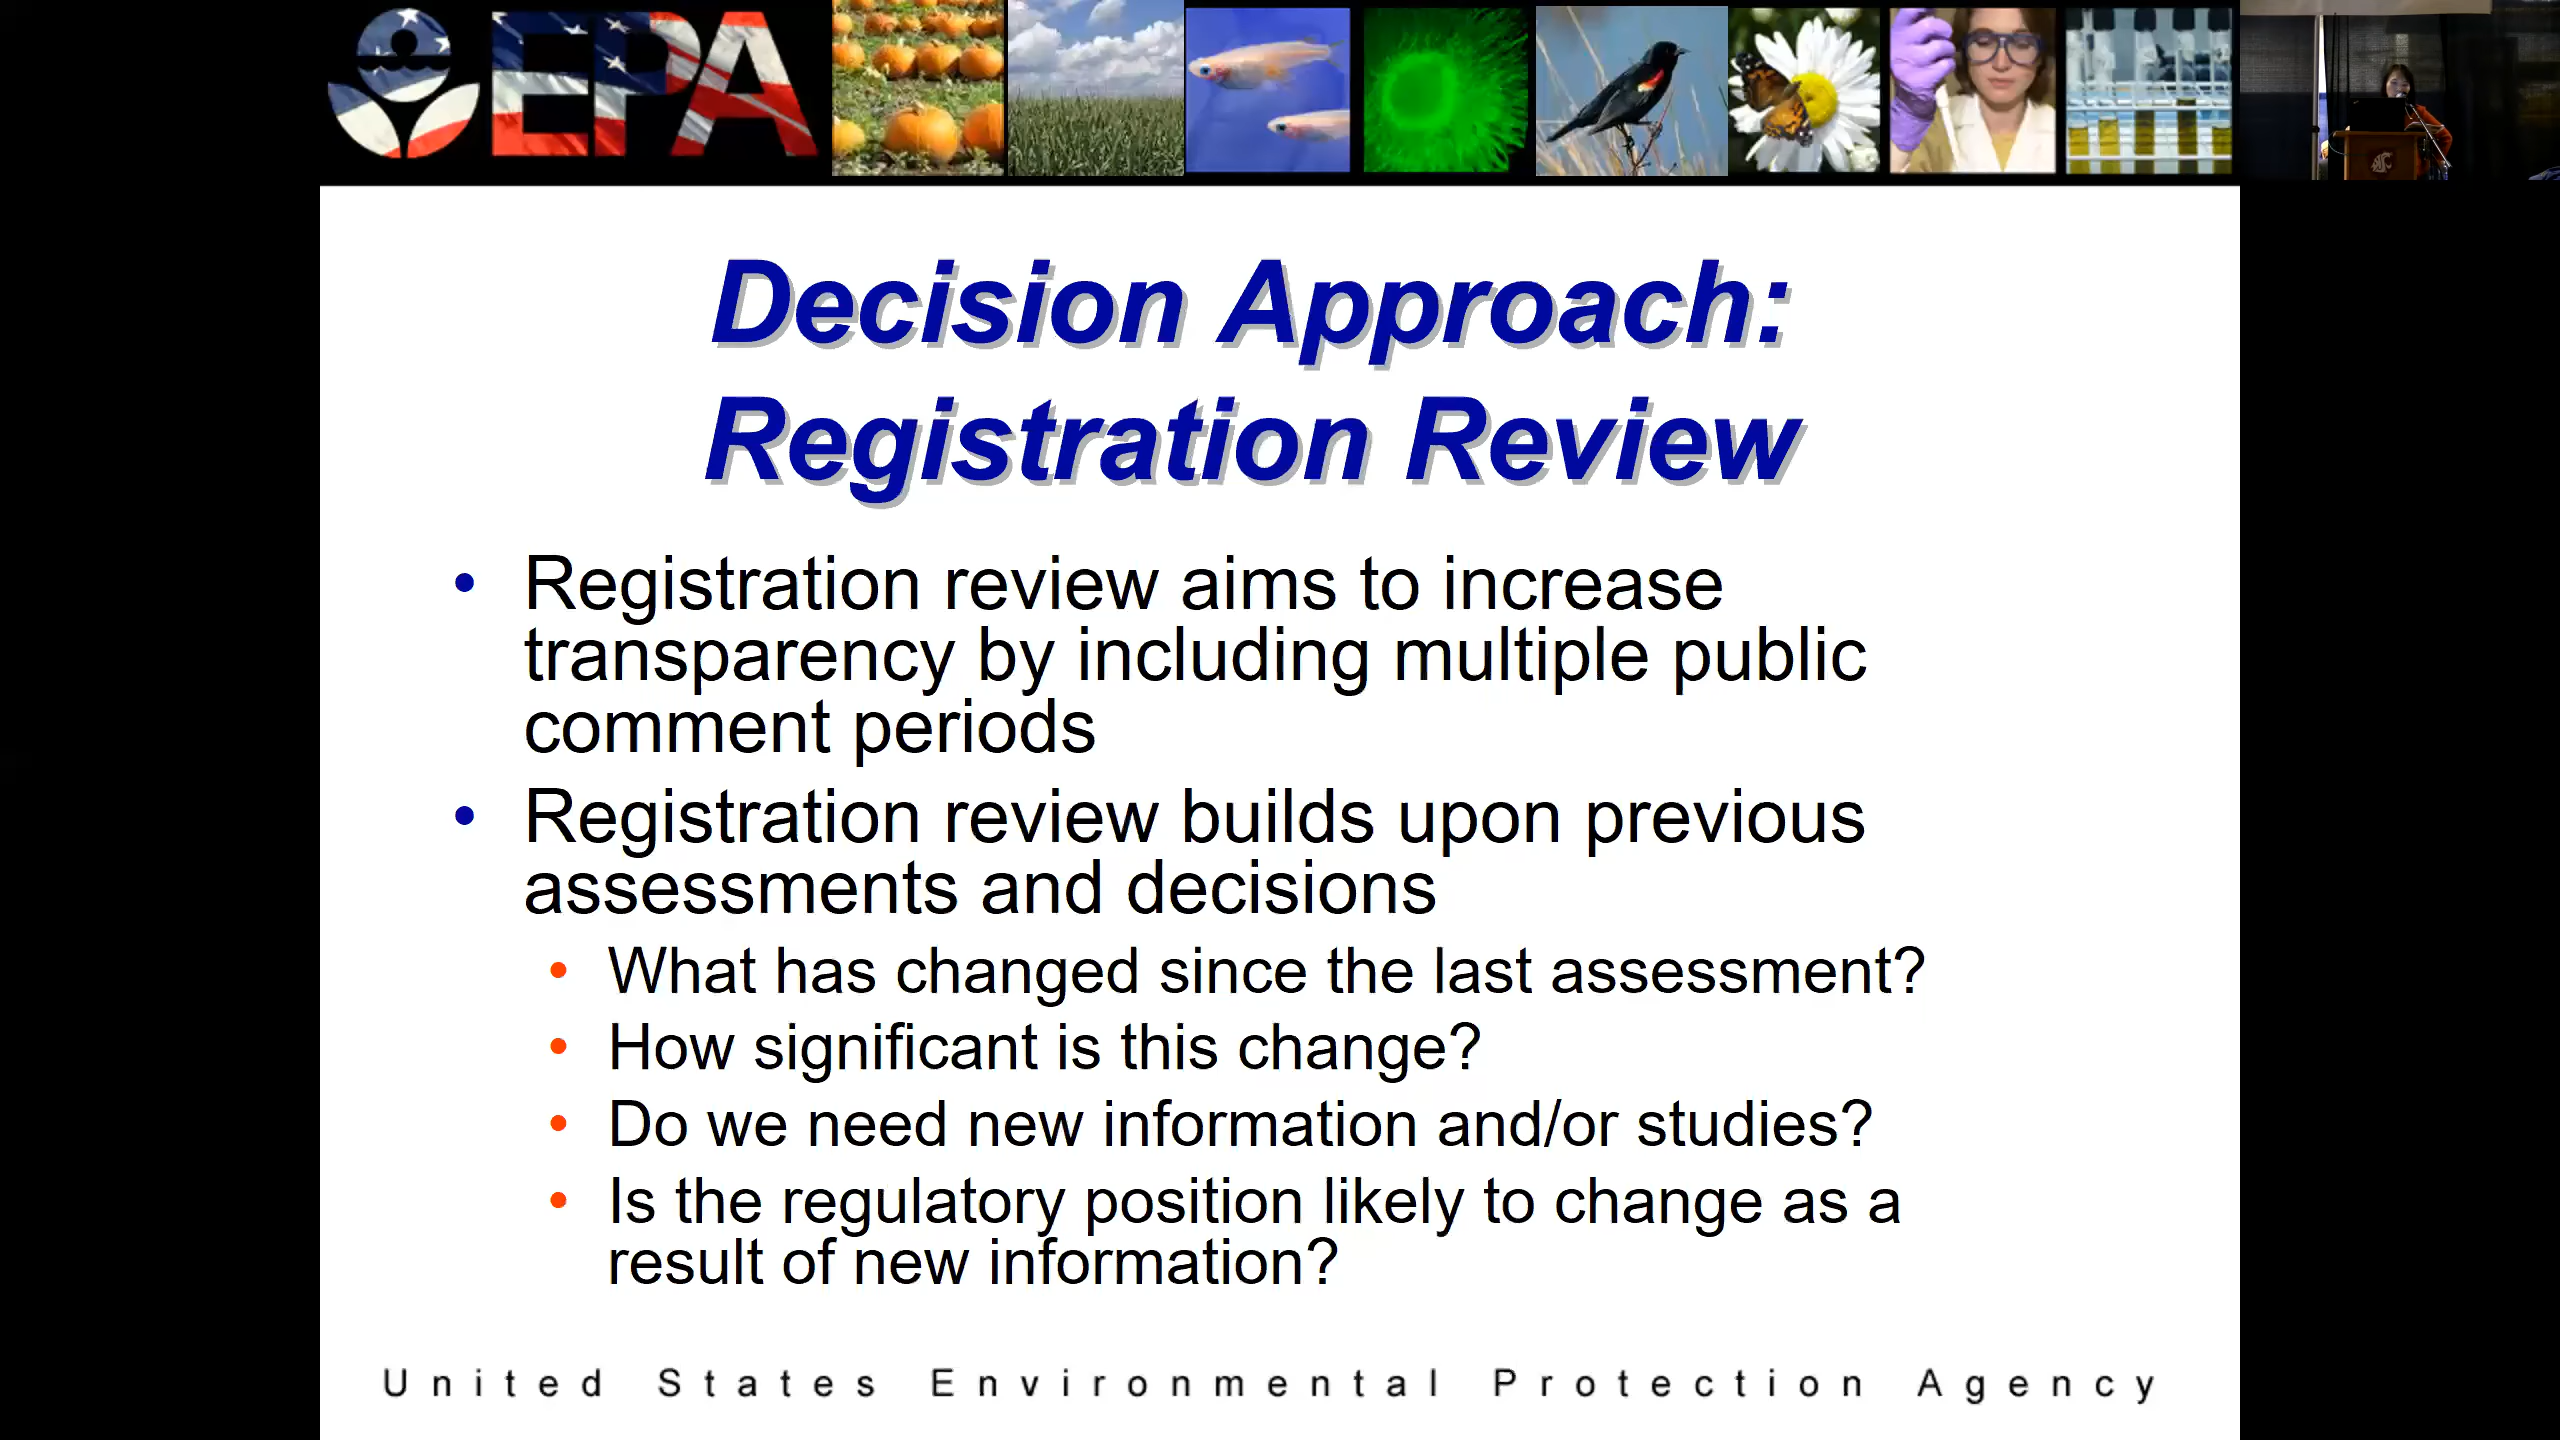 EPA
Decision Approach:
Registration Review
• Registration review aims to increase
transparency by including multiple public
comment periods
• Registration review builds upon previous
assessments and decisions
• What has changed since the last assessment?
• How significant is this change?
• Do we need new information and/or studies?
• Is the regulatory position likely to change as a
result of new information?
United States Environmental Protection Agency